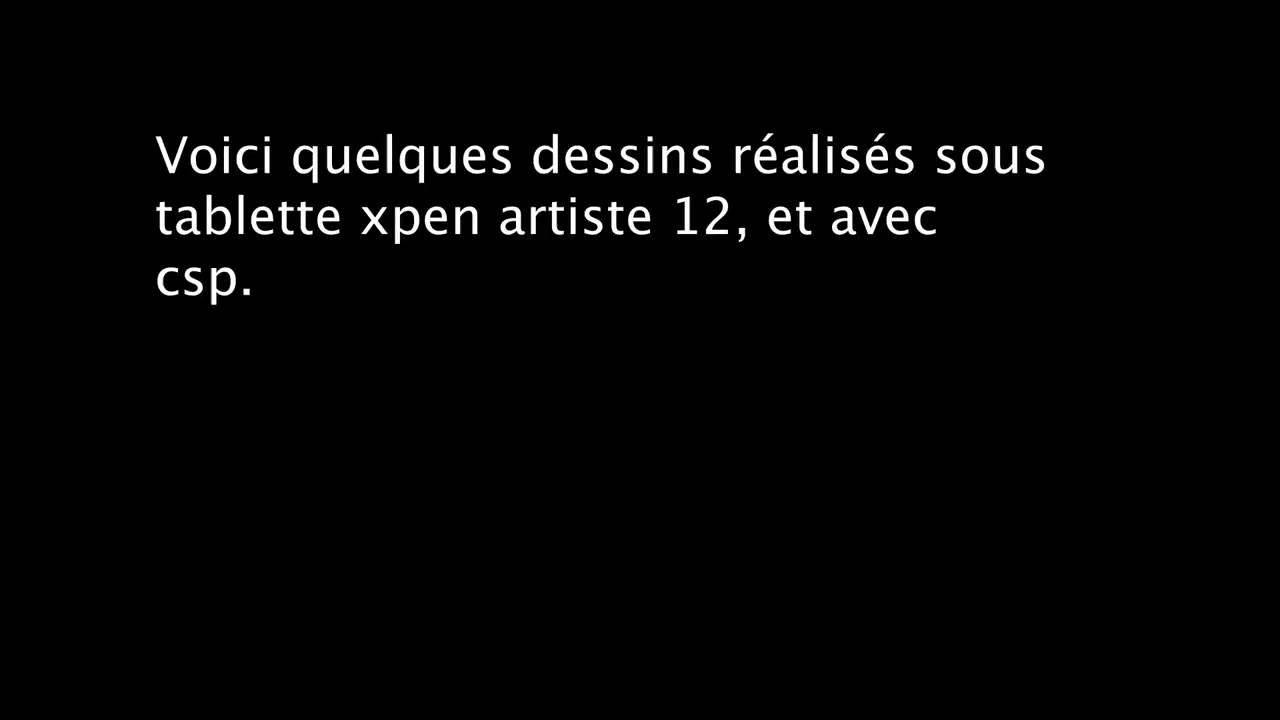 Voici quelques dessins réalisés sous
tablette xpen artiste 12, et avec
csp.